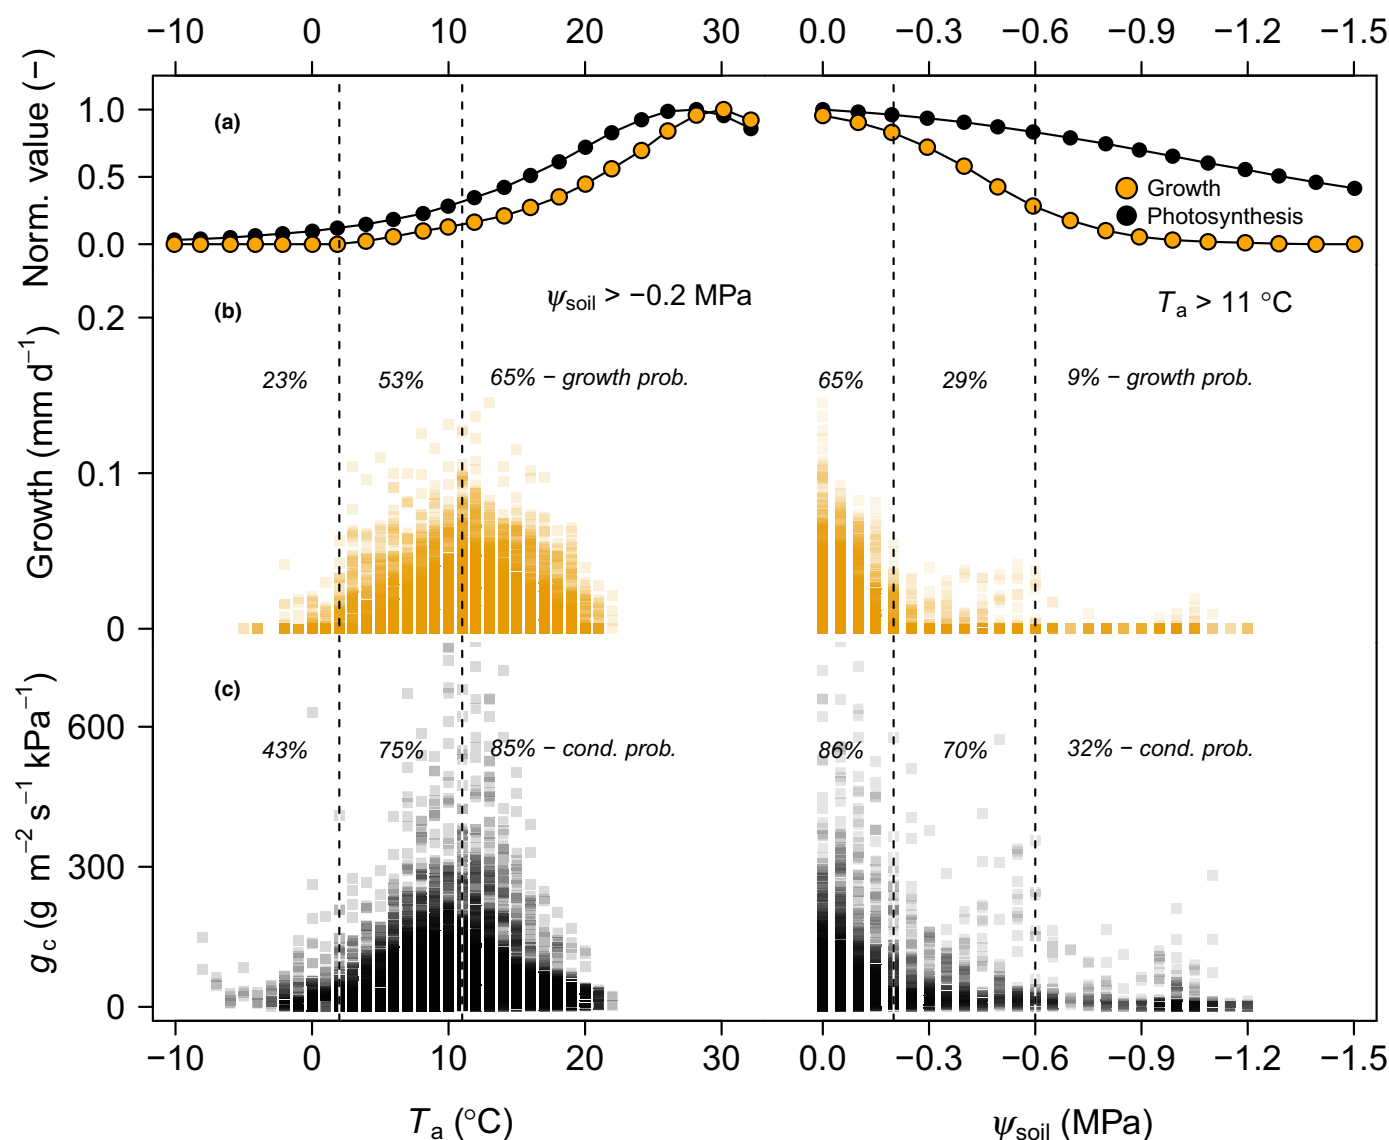 −10 0 10 20 30 0.0 −0.3 −0.6 −0.9 −1.2 −1.5
Norm. value (−)
1.0
0.5
0.0
(a)
Growth
Photosynthesis
(b)
ψsoil > −0.2 MPa
Ta > 11 °C
Growth (mm d−1)
0.2
0.1
0
23% 53% 65% − growth prob. 65% 29% 9% − growth prob.
(c)
gc (g m−2 s−1 kPa−1)
600
300
0
43% 75% 85% − cond. prob. 86% 70% 32% − cond. prob.
−10 0 10 20 30 0.0 −0.3 −0.6 −0.9 −1.2 −1.5
Ta (°C) ψsoil (MPa)